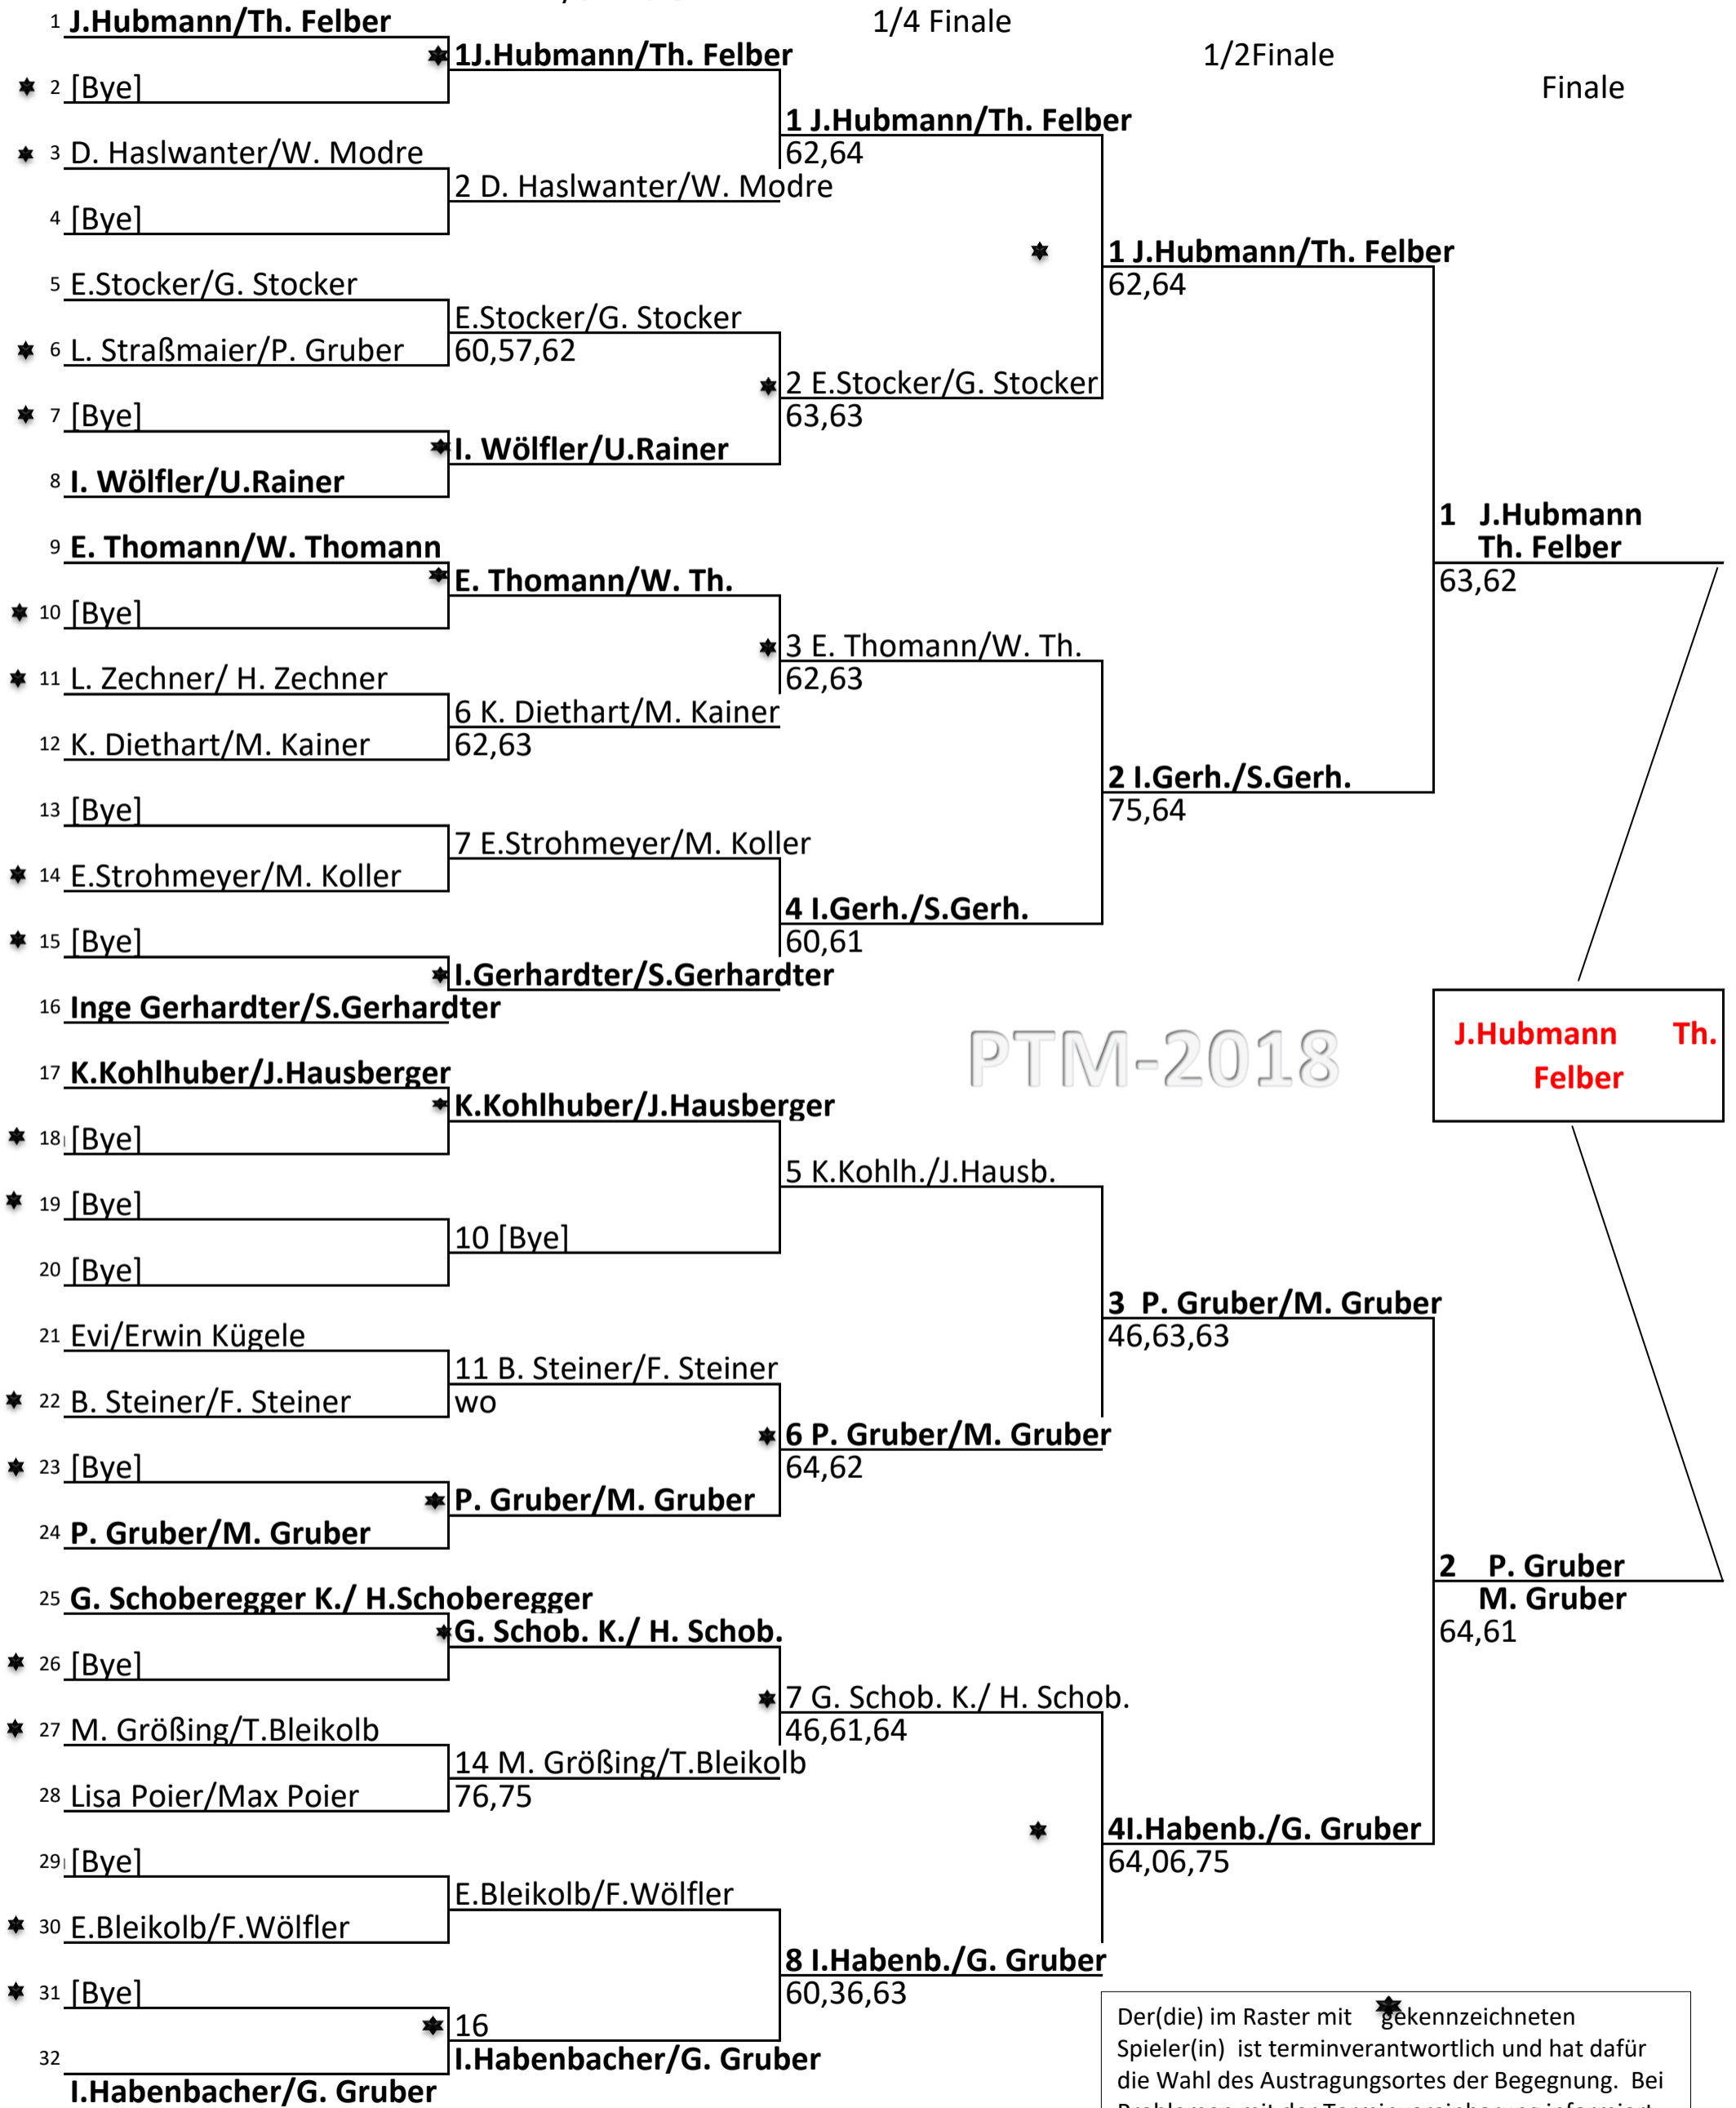 1/4 Finale
1/2Finale
Finale
1 J.Hubmann/Th. Felber
2 [Bye]
3 D. Haslwanter/W. Modre
4 [Bye]
5 E.Stocker/G. Stocker
6 L. Straßmaier/P. Gruber
7 [Bye]
8 I. Wölfler/U.Rainer
9 E. Thomann/W. Thomann
10 [Bye]
11 L. Zechner/ H. Zechner
12 K. Diethart/M. Kainer
13 [Bye]
14 E.Strohmeyer/M. Koller
15 [Bye]
16 Inge Gerhardter/S.Gerhardter
17 K.Kohlhuber/J.Hausberger
18 [Bye]
19 [Bye]
20 [Bye]
21 Evi/Erwin Kügele
22 B. Steiner/F. Steiner
23 [Bye]
24 P. Gruber/M. Gruber
25 G. Schoberegger K./ H.Schoberegger
26 [Bye]
27 M. Größing/T.Bleikolb
28 Lisa Poier/Max Poier
29 [Bye]
30 E.Bleikolb/F.Wölfler
31 [Bye]
32
I.Habenbacher/G. Gruber
1J.Hubmann/Th. Felber
2 D. Haslwanter/W. Modre
E.Stocker/G. Stocker
60,57,62
I. Wölfler/U.Rainer
E. Thomann/W. Th.
6 K. Diethart/M. Kainer
62,63
7 E.Strohmeyer/M. Koller
I.Gerhardter/S.Gerhardter
K.Kohlhuber/J.Hausberger
10 [Bye]
11 B. Steiner/F. Steiner
wo
P. Gruber/M. Gruber
G. Schob. K./ H. Schob.
14 M. Größing/T.Bleikolb
76,75
E.Bleikolb/F.Wölfler
16
I.Habenbacher/G. Gruber
1 J.Hubmann/Th. Felber
62,64
2 E.Stocker/G. Stocker
63,63
3 E. Thomann/W. Th.
62,63
4 I.Gerh./S.Gerh.
60,61
5 K.Kohlh./J.Hausb.
6 P. Gruber/M. Gruber
64,62
7 G. Schob. K./ H. Schob.
46,61,64
8 I.Habenb./G. Gruber
60,36,63
1 J.Hubmann/Th. Felber
62,64
2 I.Gerh./S.Gerh.
75,64
3 P. Gruber/M. Gruber
46,63,63
4I.Habenb./G. Gruber
64,06,75
1 J.Hubmann
Th. Felber
63,62
2 P. Gruber
M. Gruber
64,61
J.Hubmann Th.
Felber
PTM-2018
Der(die) im Raster mit gekennzeichneten
Spieler(in) ist terminverantwortlich und hat dafür
die Wahl des Austragungsortes der Begegnung. Bei